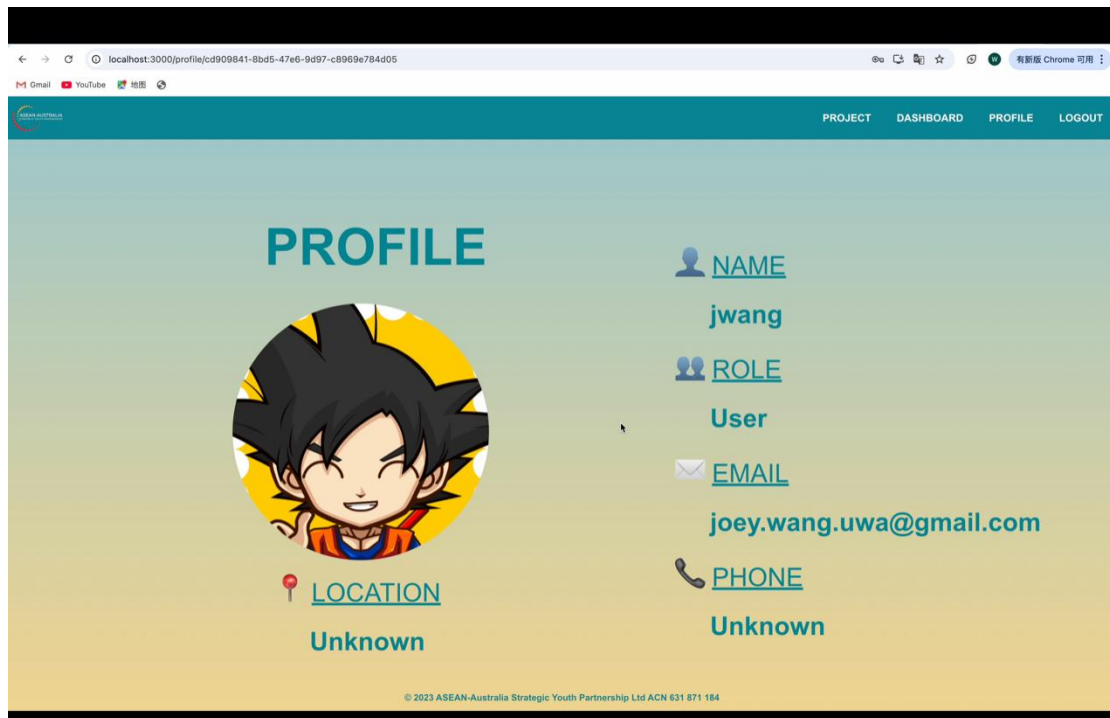 localhost:3000/profile/cd909841-8bd5-47e6-9d97-c8969e784d05
W
有新版 Chrome 可用
Gmail
YouTube
地图
ASEAN-AUSTRALIA
PROJECT DASHBOARD PROFILE LOGOUT
PROFILE
LOCATION
Unknown
NAME
jwang
ROLE
User
EMAIL
joey.wang.uwa@gmail.com
PHONE
Unknown
© 2023 ASEAN-Australia Strategic Youth Partnership Ltd ACN 631 871 184